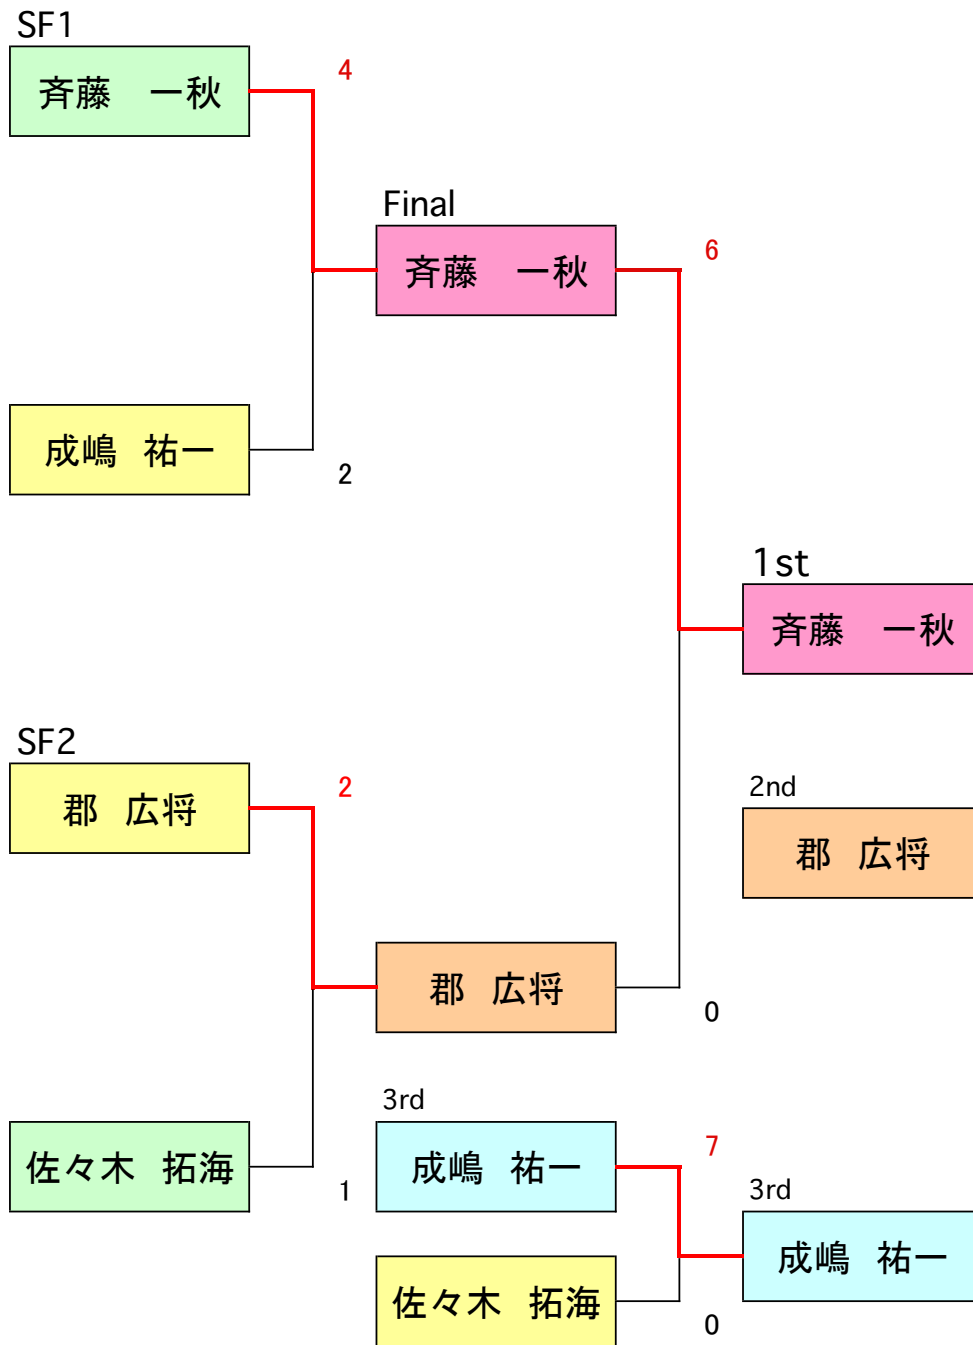 SF1
斉藤　一秋
4
Final
斉藤　一秋
6
成嶋　祐一
2
1st
斉藤　一秋
SF2
郡　広将
2
2nd
郡　広将
郡　広将
0
3rd
佐々木　拓海
1
成嶋　祐一
7
3rd
成嶋　祐一
佐々木　拓海
0